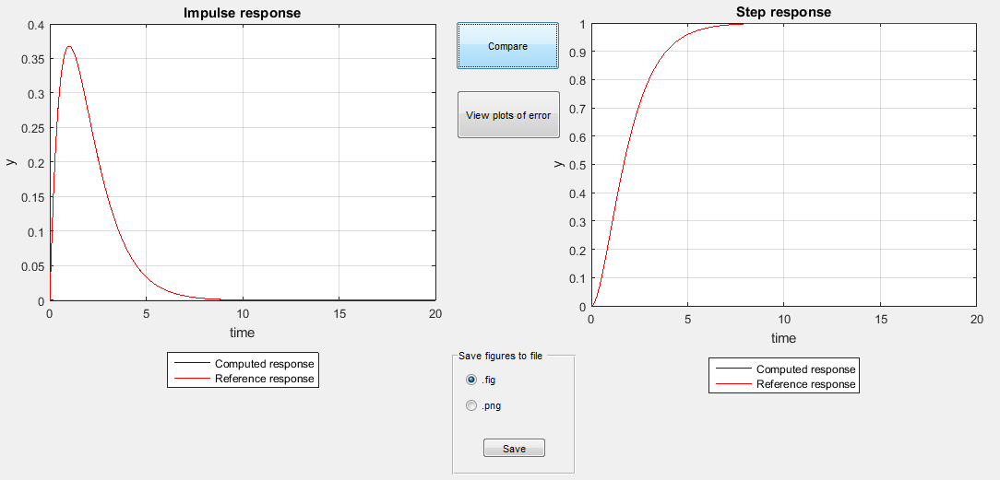 Impulse response
0.4
0.35
0.3
0.25
0.2
0.15
0.1
0.05
0
y
0 5 10 15 20
time
Computed response
Reference response
Compare
View plots of error
Save figures to file
.fig
.png
Save
Step response
1
0.9
0.8
0.7
0.6
0.5
0.4
0.3
0.2
0.1
0
y
0 5 10 15 20
time
Computed response
Reference response